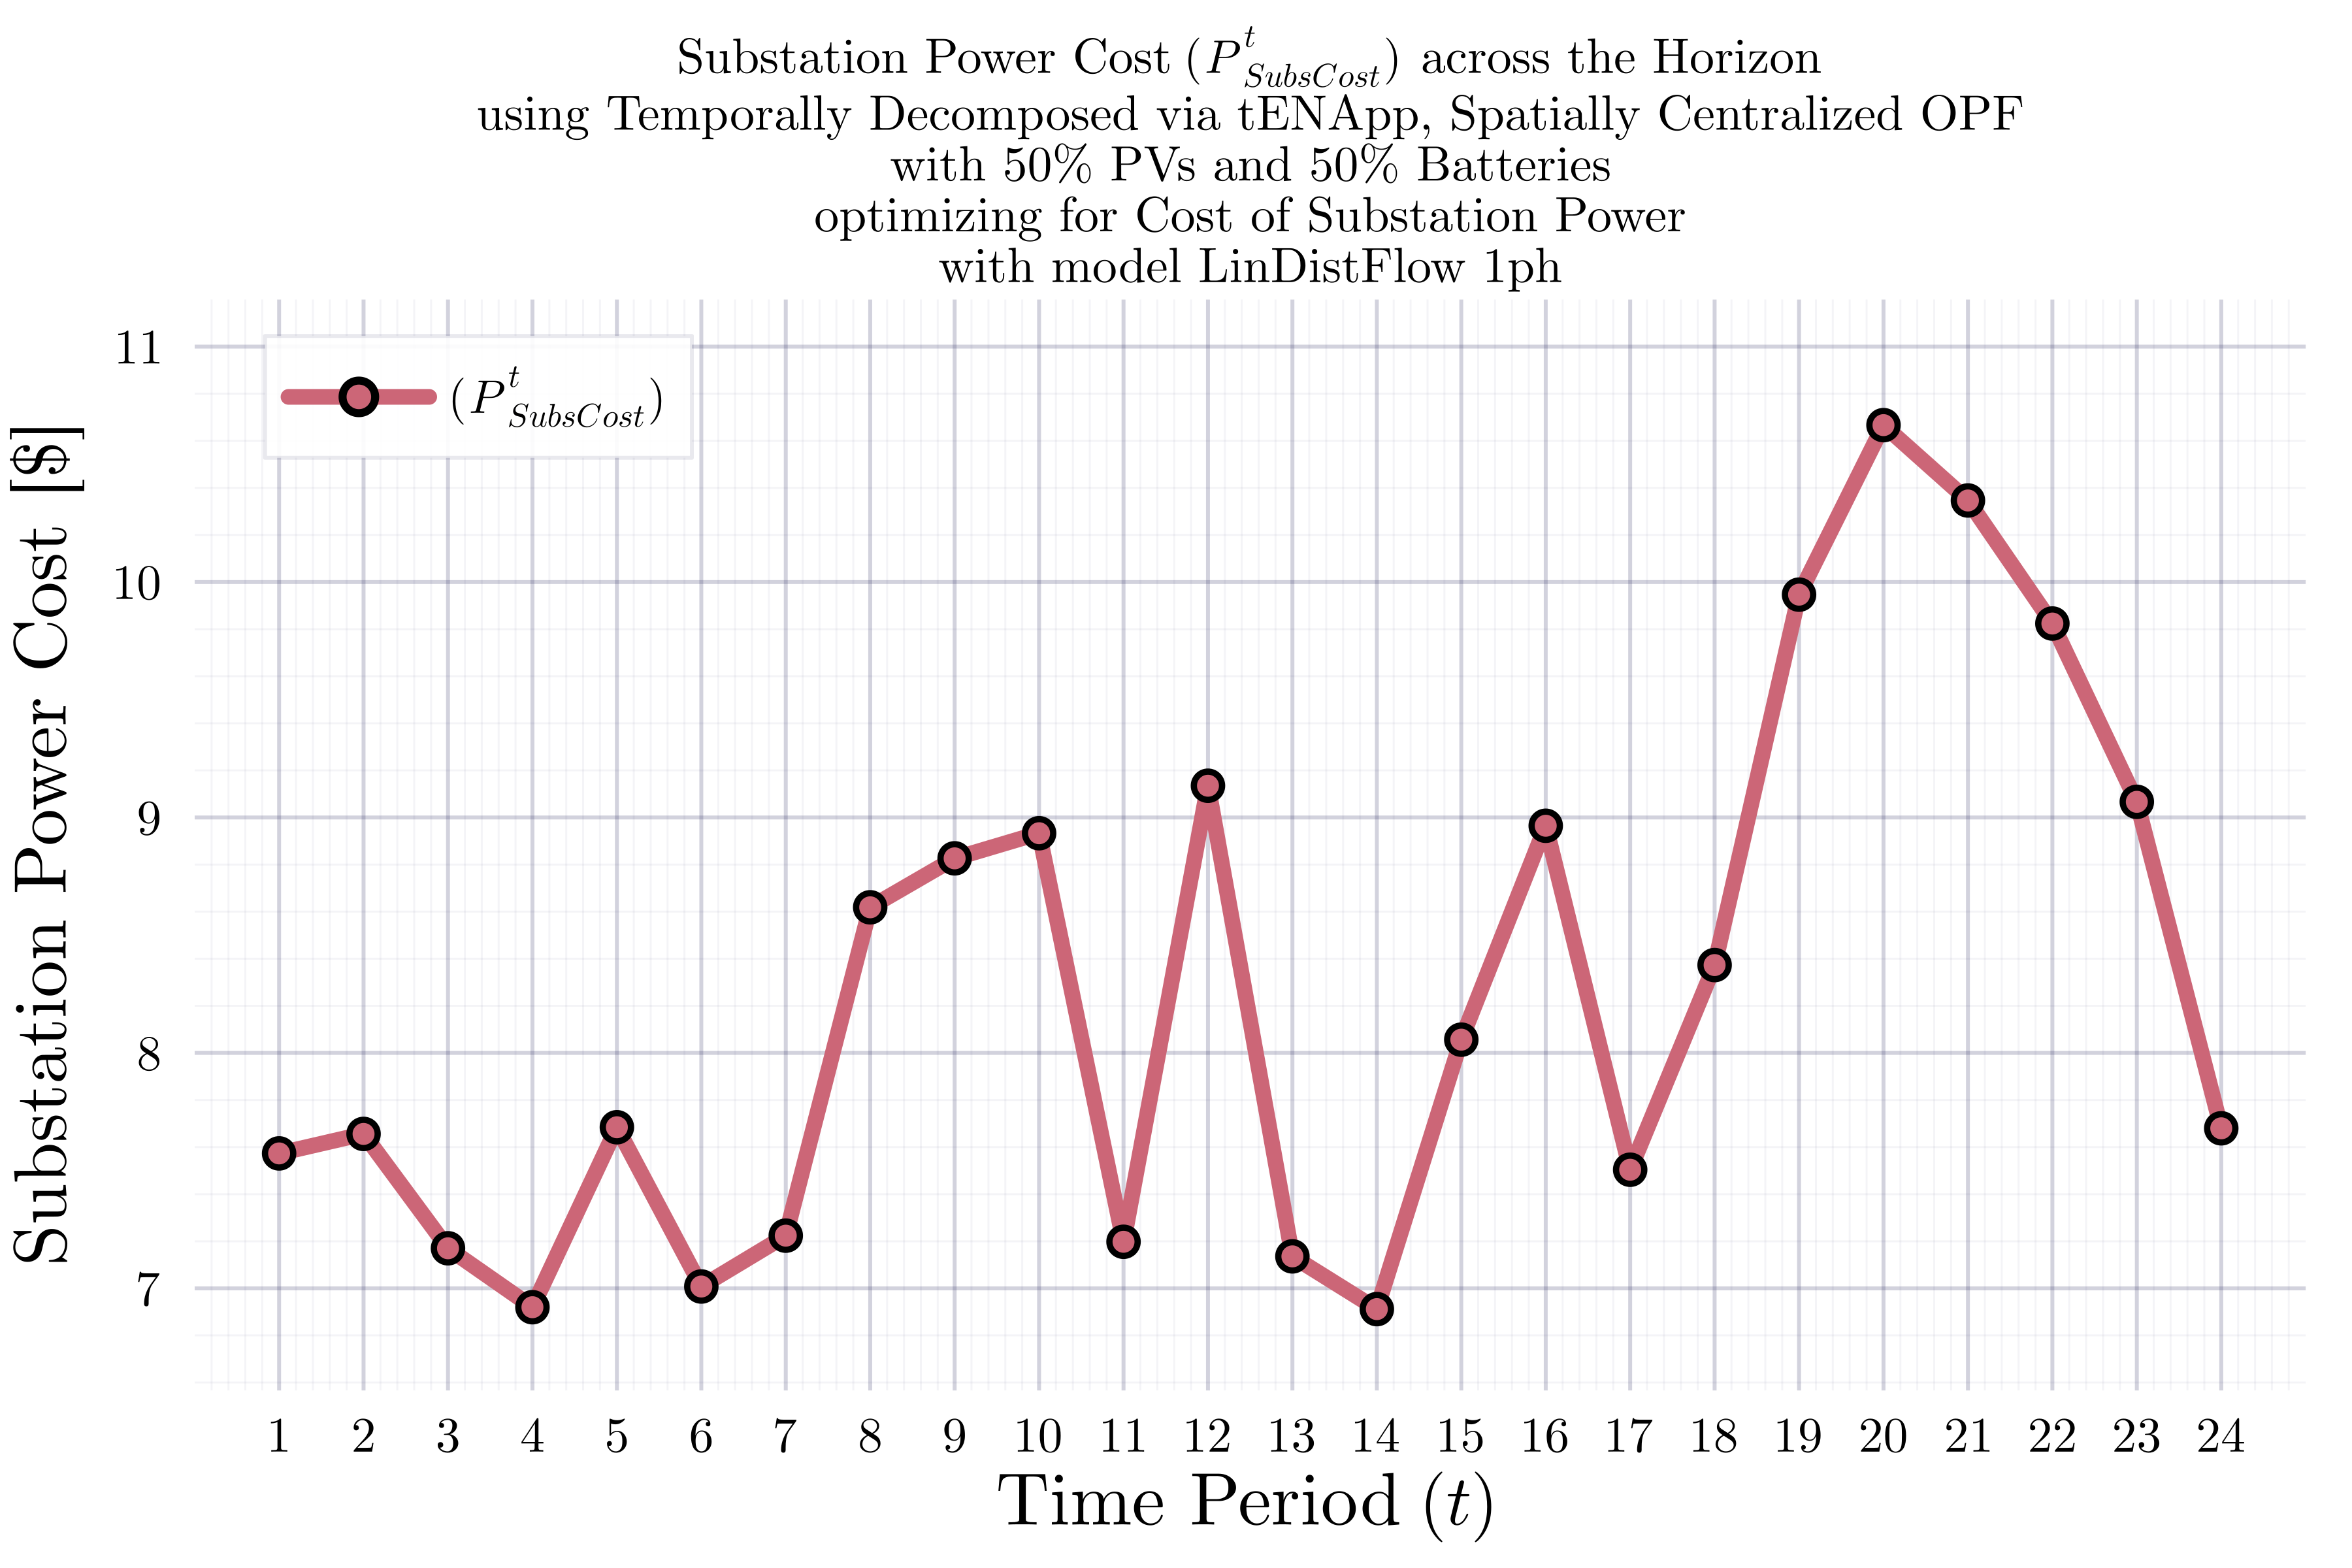 Substation Power Cost (P^t_SubsCost) across the Horizon
using Temporally Decomposed via tENApp, Spatially Centralized OPF
with 50% PVs and 50% Batteries
optimizing for Cost of Substation Power
with model LinDistFlow 1ph
(P^t_SubsCost)
Substation Power Cost [$]
11
10
9
8
7
1 2 3 4 5 6 7 8 9 10 11 12 13 14 15 16 17 18 19 20 21 22 23 24
Time Period (t)